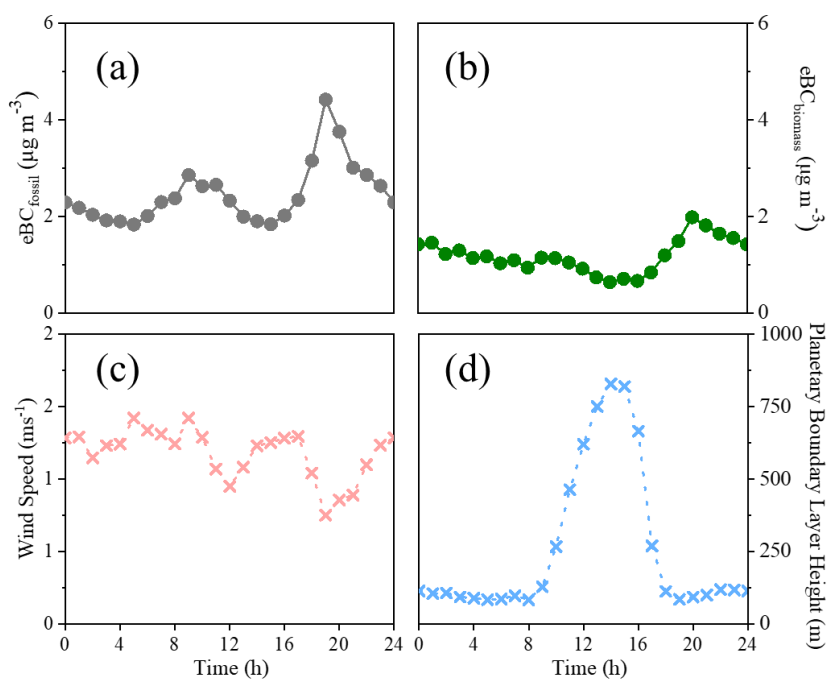 (a)
(b)
6
4
2
0
eBCfossil (μg m-3)
6
4
2
0
eBCbiomass (μg m-3)
(c)
(d)
2
2
1
1
0
Wind Speed (ms-1)
1000
750
500
250
0
Planetary Boundary Layer Height (m)
0 4 8 12 16 20 24
0 4 8 12 16 20 24
Time (h)
Time (h)